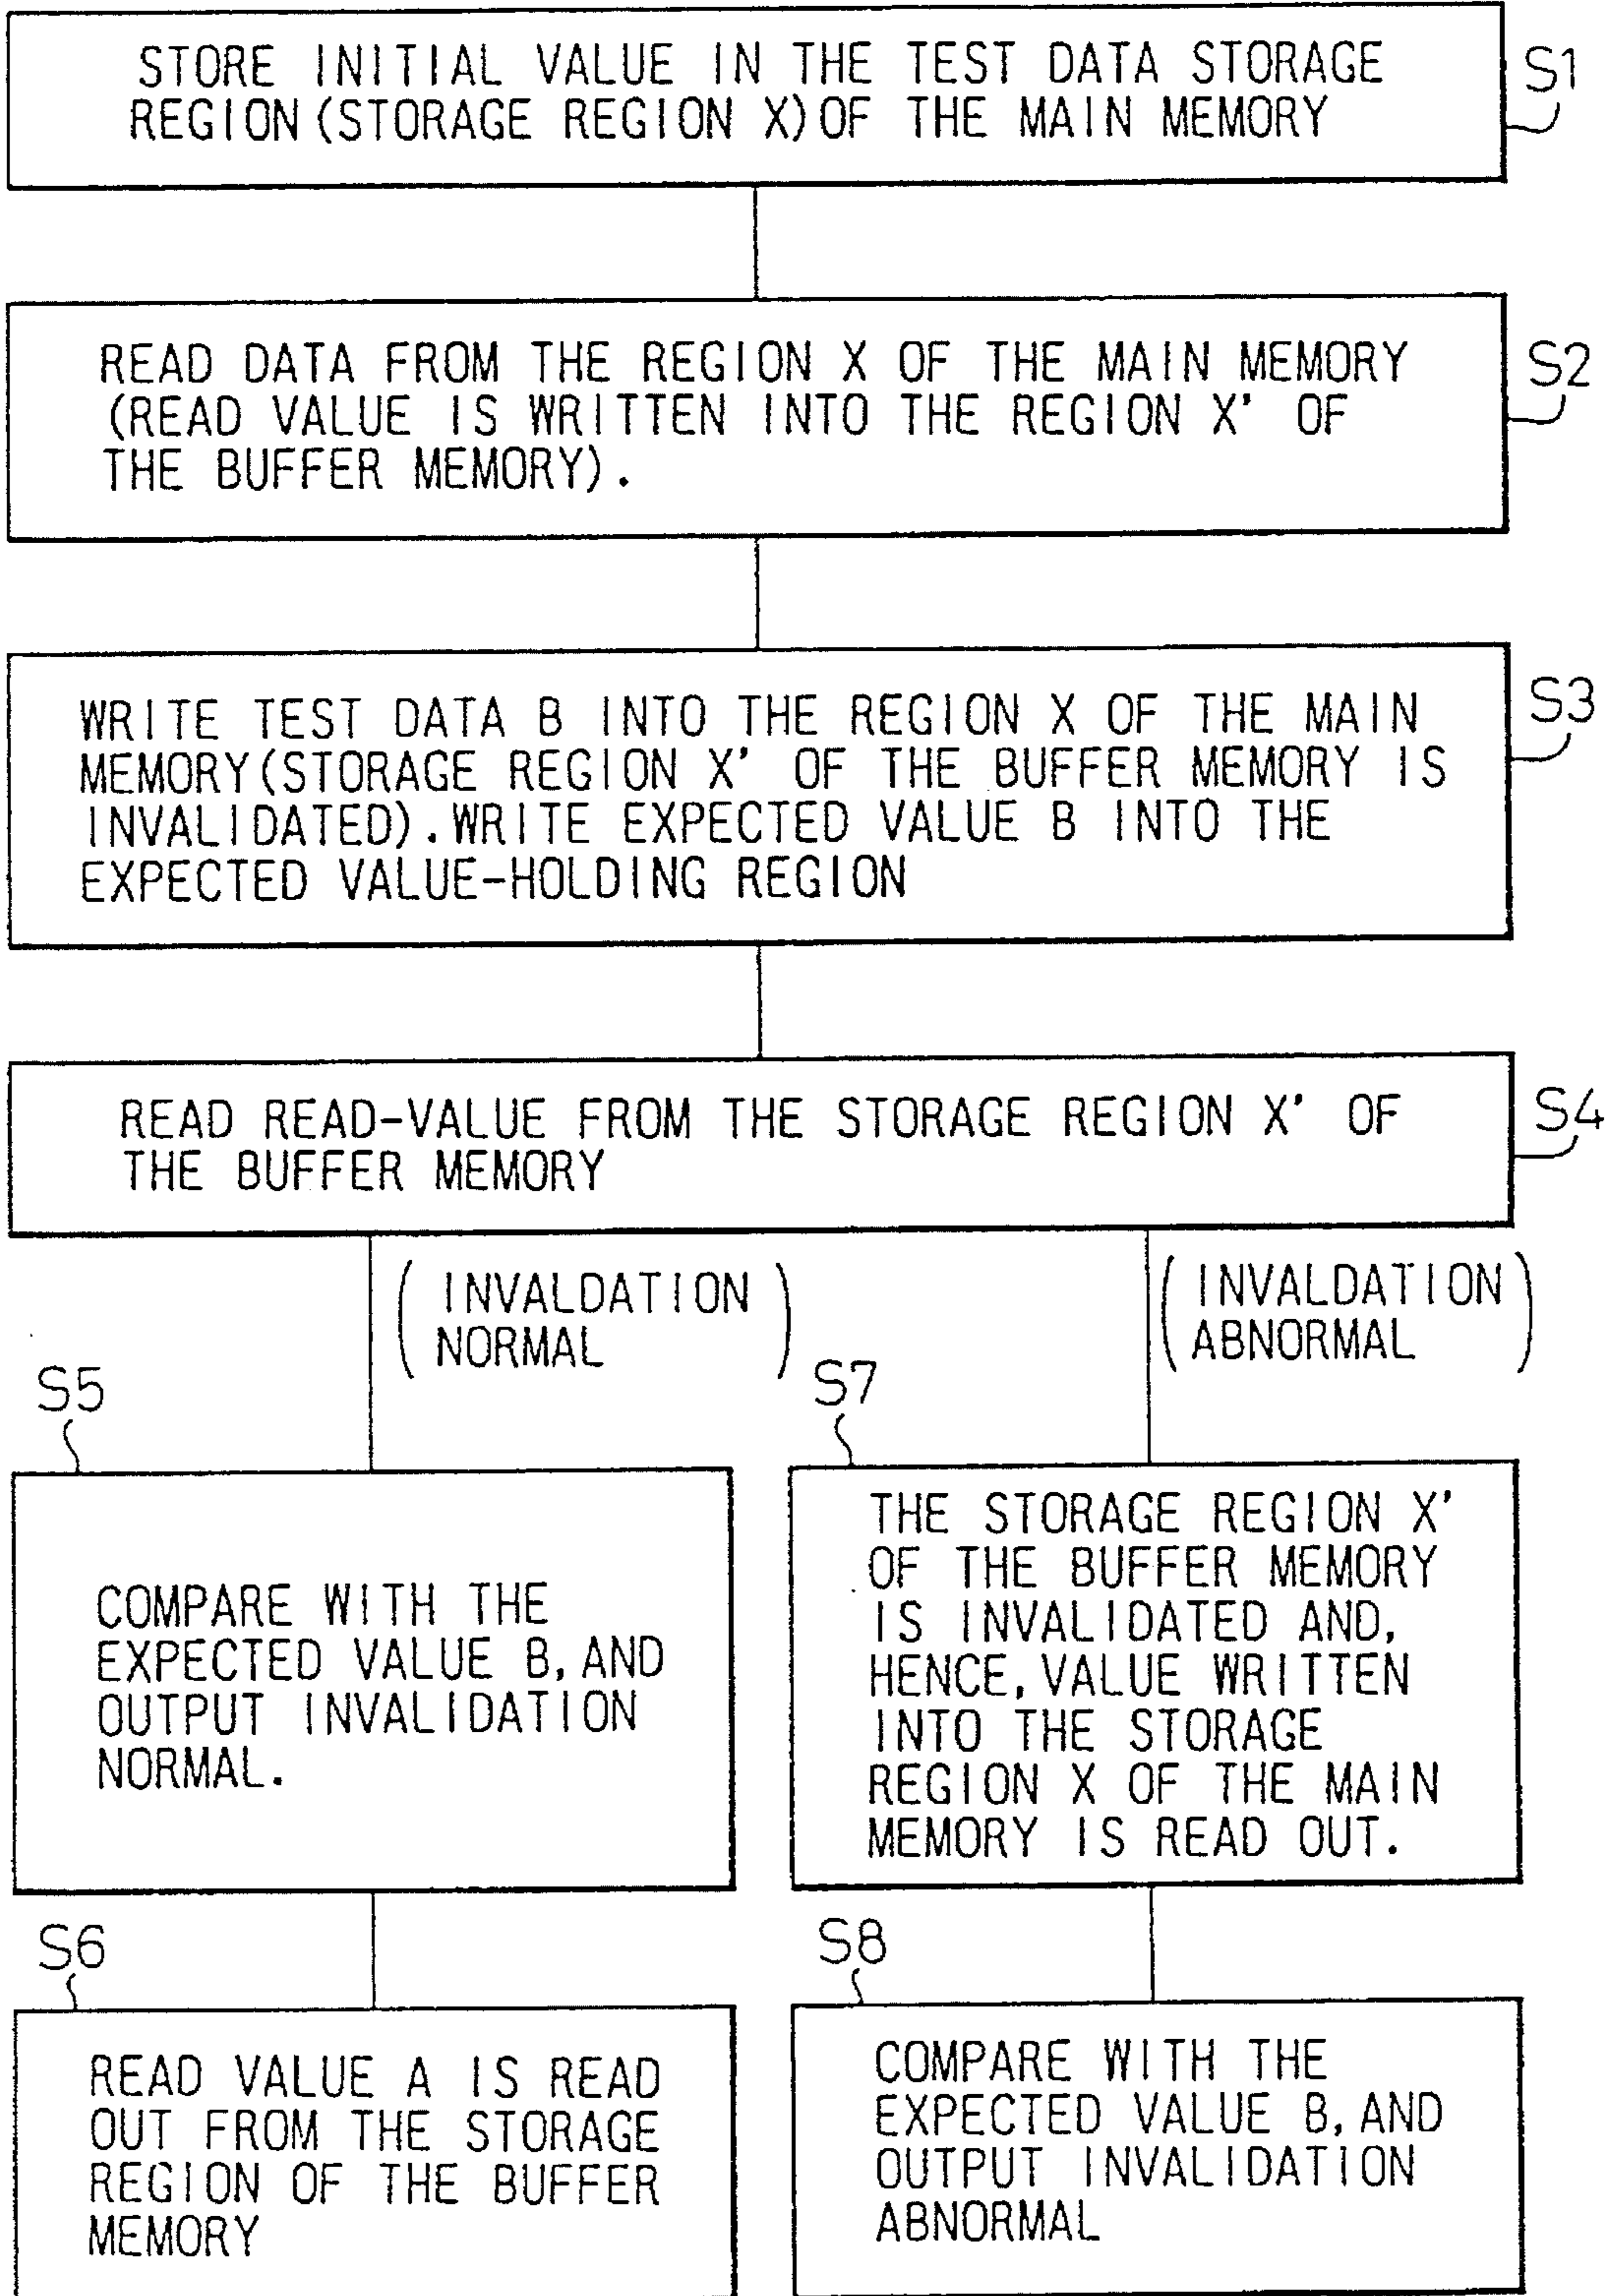 STORE INITIAL VALUE IN THE TEST DATA STORAGE
REGION(STORAGE REGION X)OF THE MAIN MEMORY
S1
READ DATA FROM THE REGION X OF THE MAIN MEMORY
(READ VALUE IS WRITTEN INTO THE REGION X' OF
THE BUFFER MEMORY).
S2
WRITE TEST DATA B INTO THE REGION X OF THE MAIN
MEMORY(STORAGE REGION X' OF THE BUFFER MEMORY IS
INVALIDATED).WRITE EXPECTED VALUE B INTO THE
EXPECTED VALUE-HOLDING REGION
S3
READ READ-VALUE FROM THE STORAGE REGION X' OF
THE BUFFER MEMORY
S4
(INVALDATION
NORMAL)
(INVALDATION
ABNORMAL)
S5
COMPARE WITH THE
EXPECTED VALUE B, AND
OUTPUT INVALIDATION
NORMAL.
S7
THE STORAGE REGION X'
OF THE BUFFER MEMORY
IS INVALIDATED AND,
HENCE, VALUE WRITTEN
INTO THE STORAGE
REGION X OF THE MAIN
MEMORY IS READ OUT.
S6
READ VALUE A IS READ
OUT FROM THE STORAGE
REGION OF THE BUFFER
MEMORY
S8
COMPARE WITH THE
EXPECTED VALUE B, AND
OUTPUT INVALIDATION
ABNORMAL